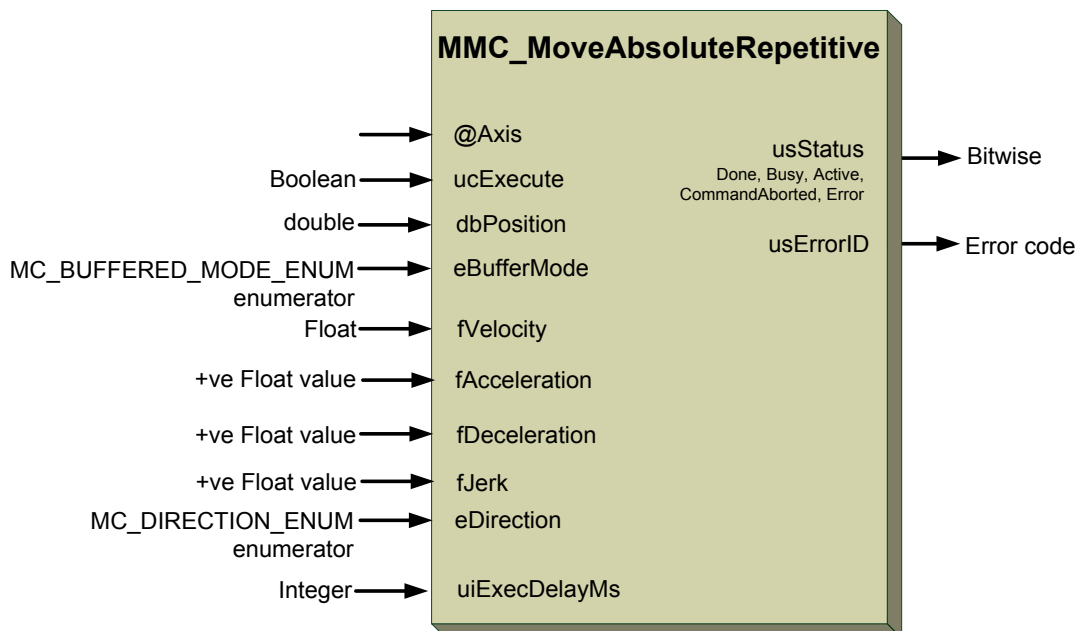 MMC_MoveAbsoluteRepetitive
@Axis
Boolean
ucExecute
double
dbPosition
MC_BUFFERED_MODE_ENUM
enumerator
eBufferMode
Float
fVelocity
+ve Float value
fAcceleration
+ve Float value
fDeceleration
+ve Float value
fJerk
MC_DIRECTION_ENUM
enumerator
eDirection
Integer
uiExecDelayMs
usStatus
Done, Busy, Active,
CommandAborted, Error
Bitwise
usErrorID
Error code